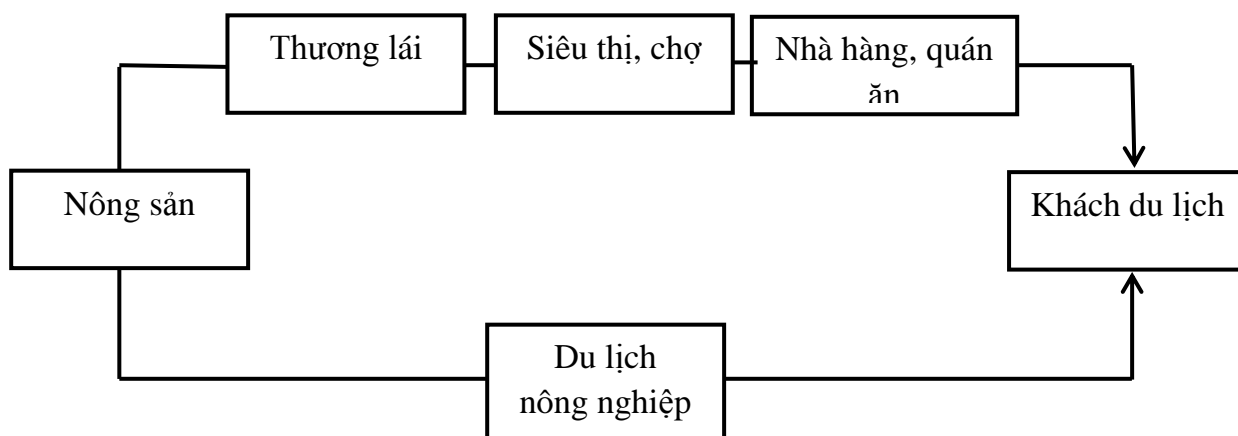 Thương lái
Siêu thị, chợ
Nhà hàng, quán
ăn
Nông sản
Khách du lịch
Du lịch
nông nghiệp